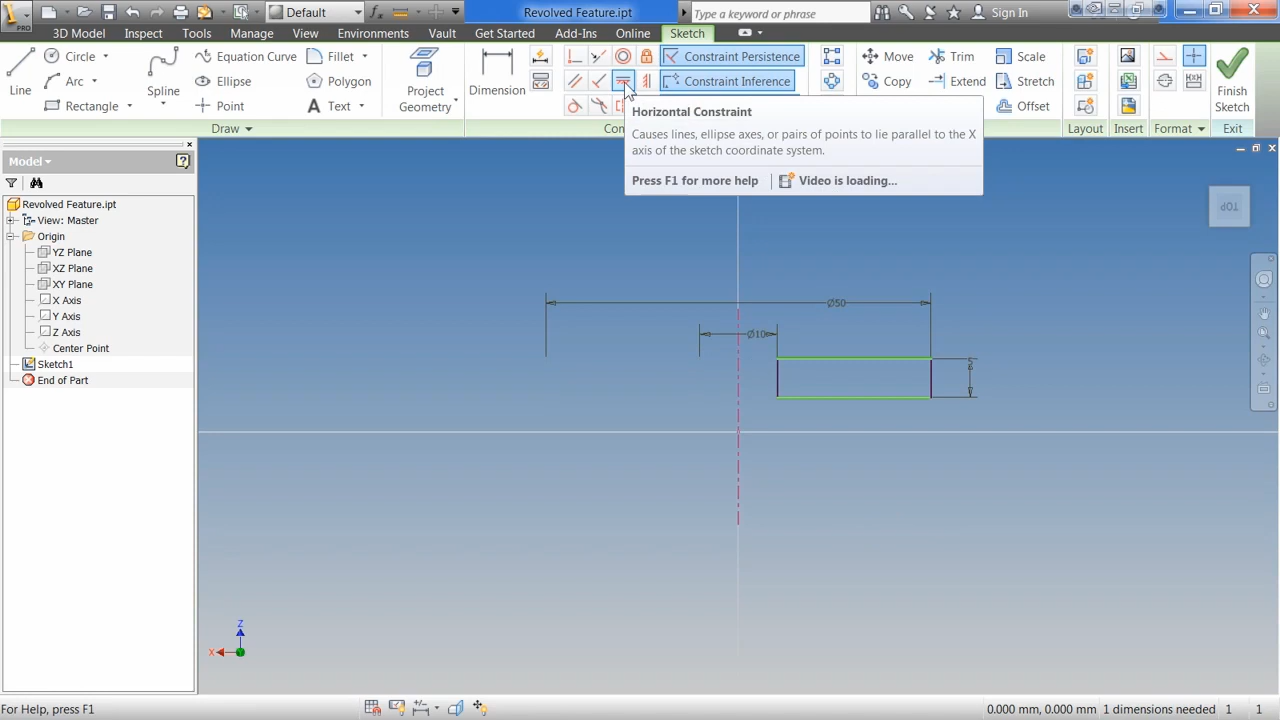 PRO
Default
Revolved Feature.ipt
Type a keyword or phrase
Sign In
3D Model
Inspect
Tools
Manage
View
Environments
Vault
Get Started
Add-Ins
Online
Sketch
Line
Circle
Arc
Rectangle
Spline
Equation Curve
Ellipse
Point
Fillet
Polygon
Text
Project
Geometry
Dimension
Constraint Persistence
Constraint Inference
Move
Copy
Trim
Extend
Scale
Stretch
Offset
Finish
Sketch
Draw
Layout
Insert
Format
Exit
Horizontal Constraint
Causes lines, ellipse axes, or pairs of points to lie parallel to the X
axis of the sketch coordinate system.
Press F1 for more help
Video is loading...
Model
Revolved Feature.ipt
View: Master
Origin
YZ Plane
XZ Plane
XY Plane
X Axis
Y Axis
Z Axis
Center Point
Sketch1
End of Part
TOP
Ø50
Ø10
5
Z
X
For Help, press F1
0.000 mm, 0.000 mm
1 dimensions needed
1
1